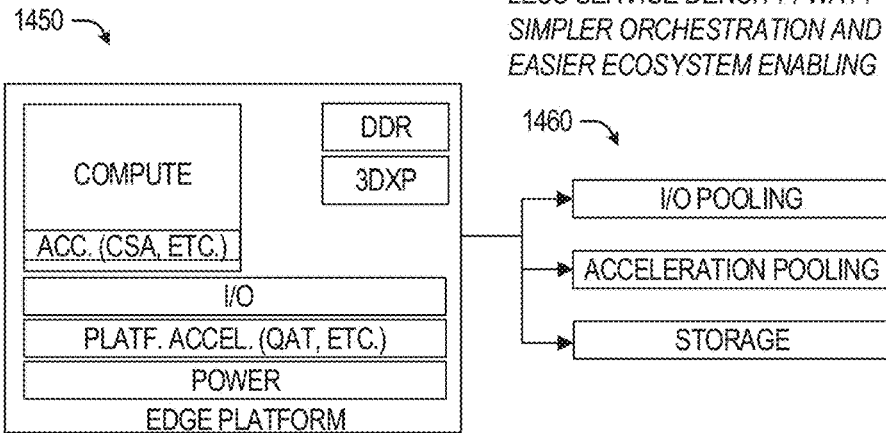 1450
SIMPLER ORCHESTRATION AND
EASIER ECOSYSTEM ENABLING
1460
DDR
COMPUTE
3DXP
I/O POOLING
ACC. (CSA, ETC.)
ACCELERATION POOLING
I/O
PLATF. ACCEL. (QAT, ETC.)
STORAGE
POWER
EDGE PLATFORM